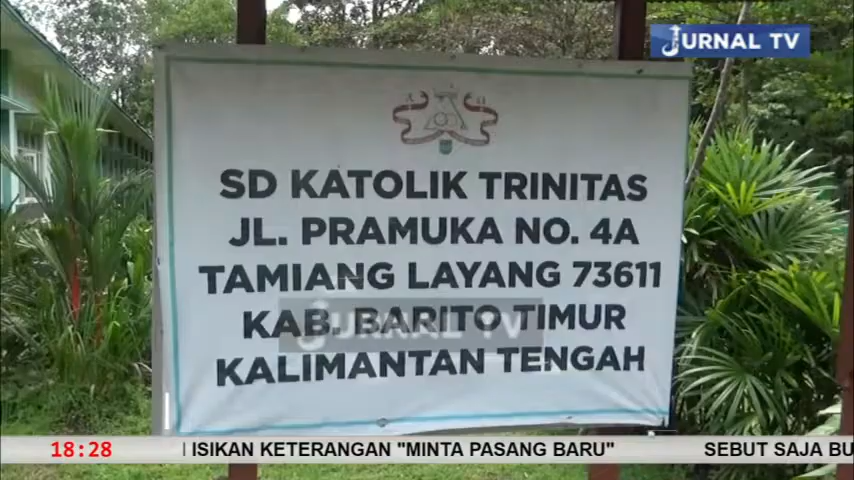 JURNAL TV
SD KATOLIK TRINITAS
JL. PRAMUKA NO. 4A
TAMIANG LAYANG 73611
KAB. BARITO TIMUR
JURNAL TV
KALIMANTAN TENGAH
18:28 ISIKAN KETERANGAN "MINTA PASANG BARU" SEBUT SAJA BU